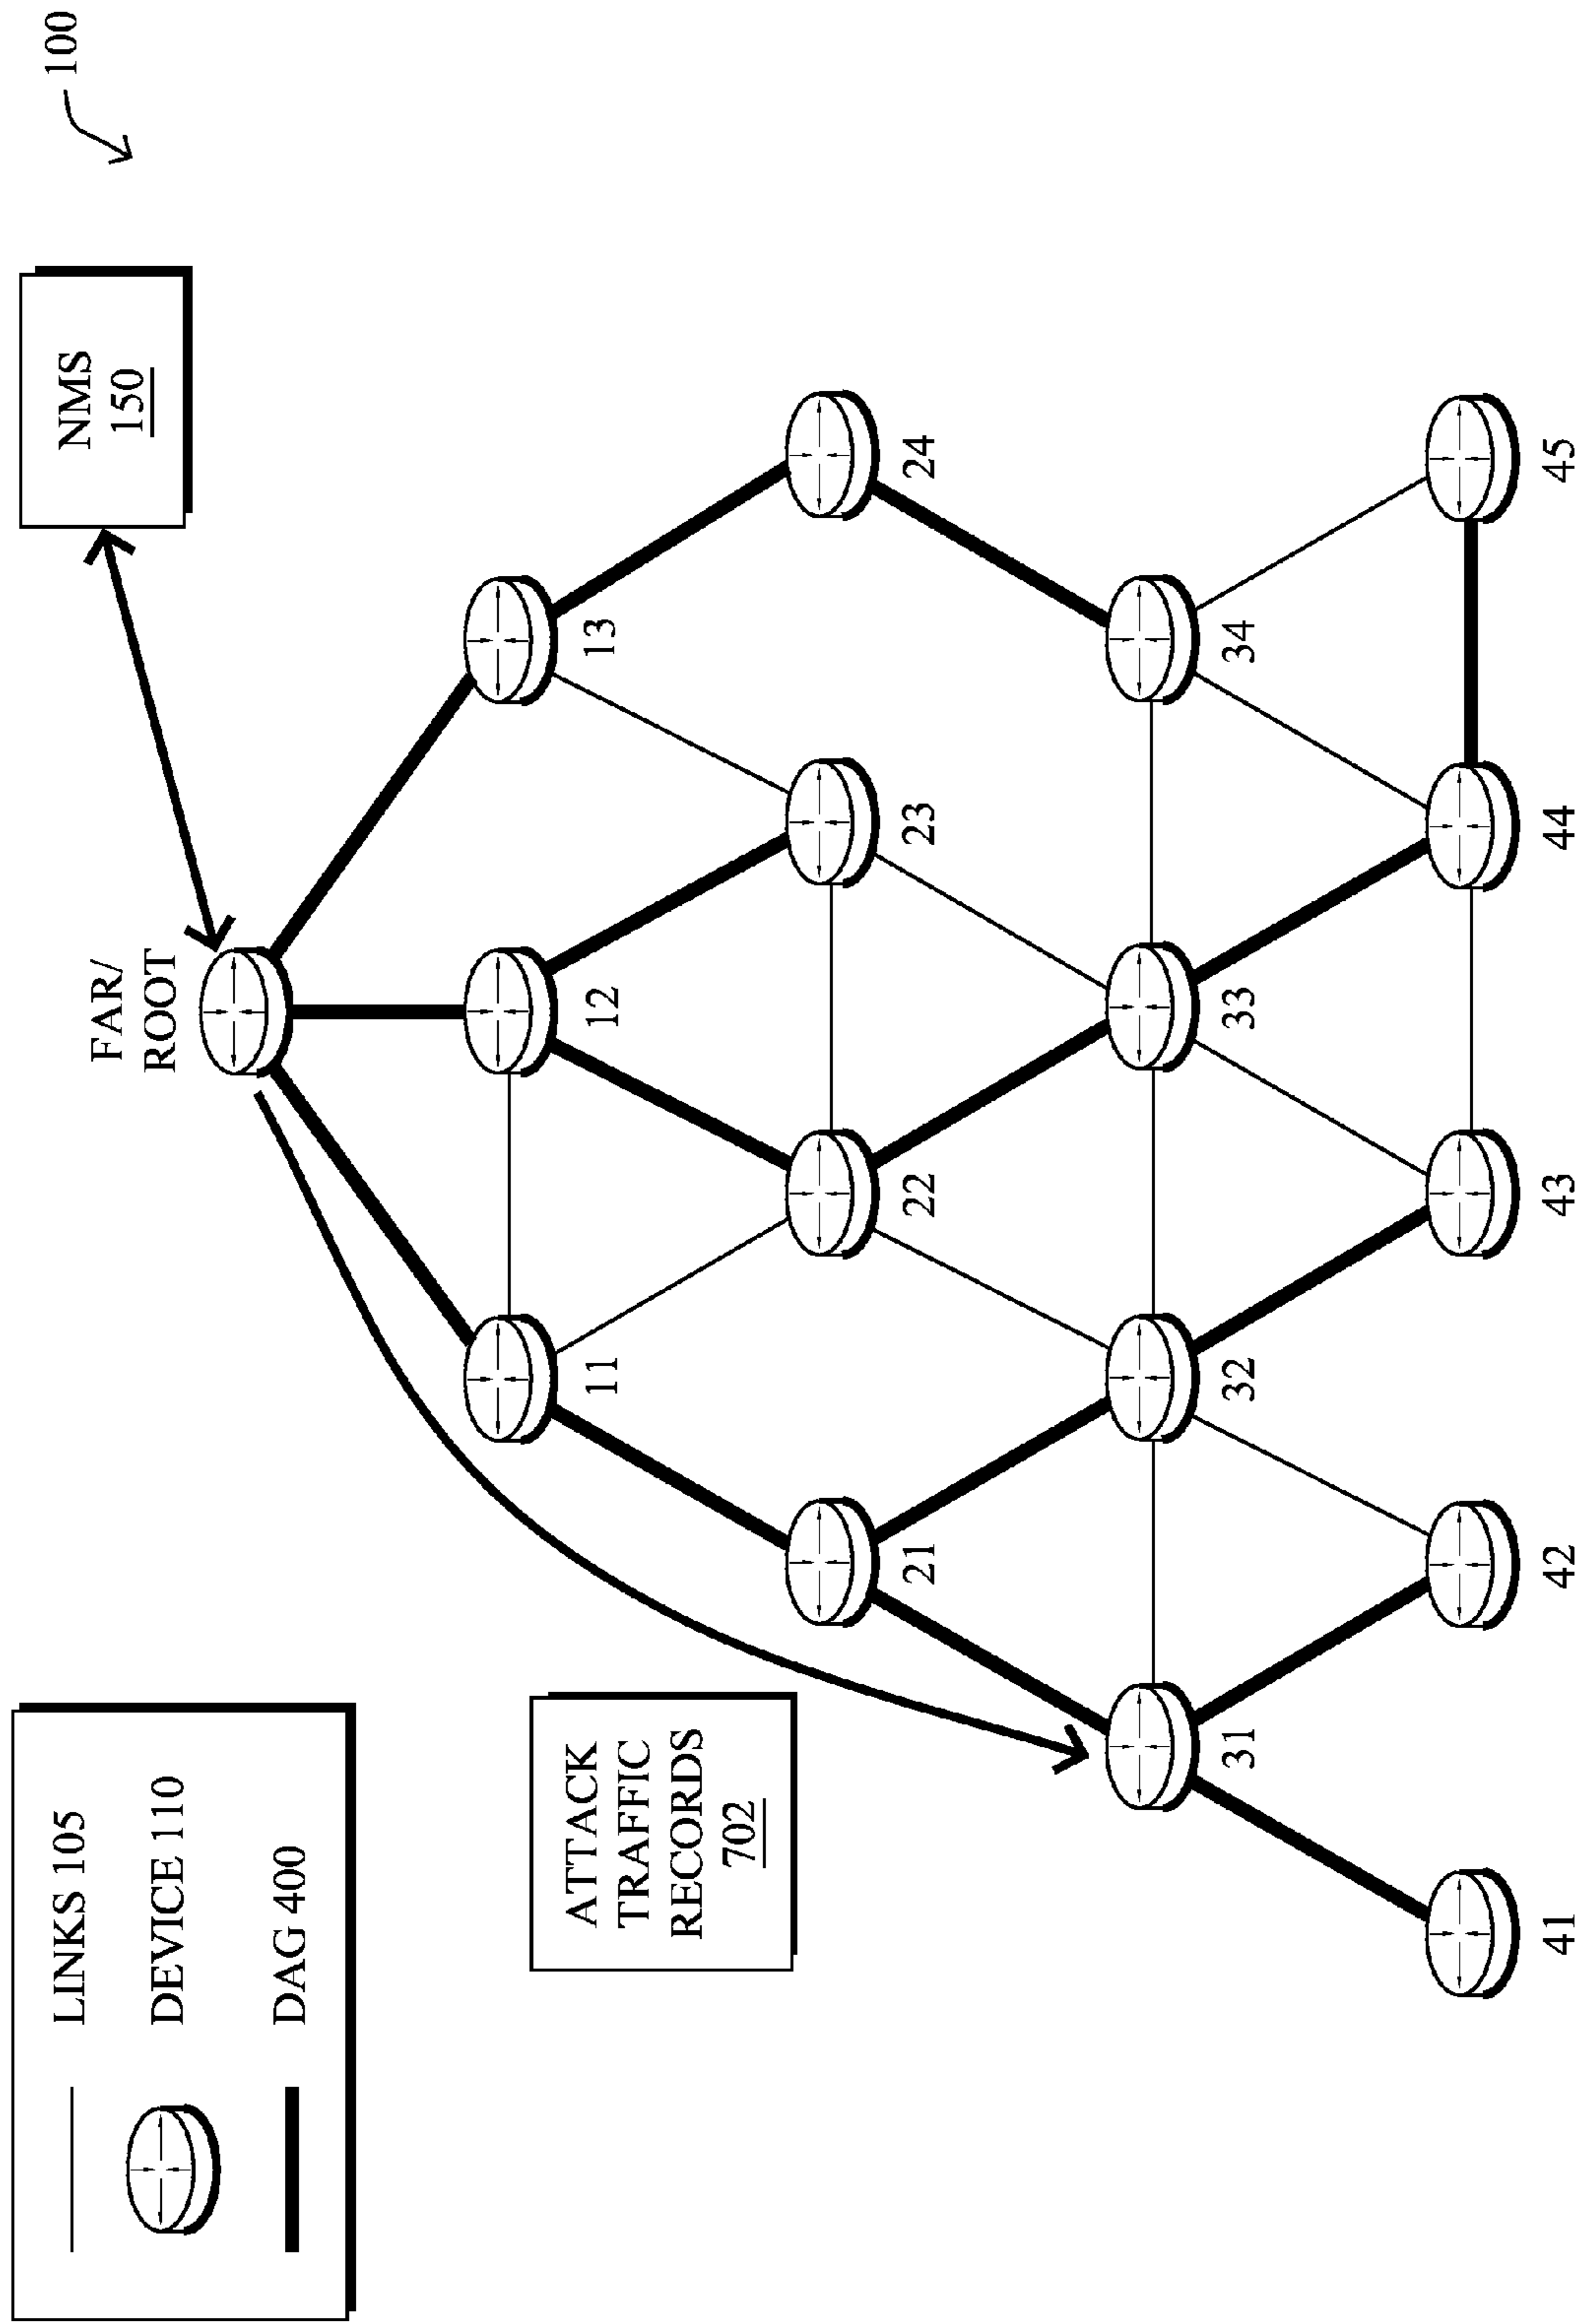 100
NMS
150
FAR/
ROOT
LINKS 105
DEVICE 110
DAG 400
ATTACK
TRAFFIC
RECORDS
702
11
12
13
21
22
23
24
31
32
33
34
41
42
43
44
45